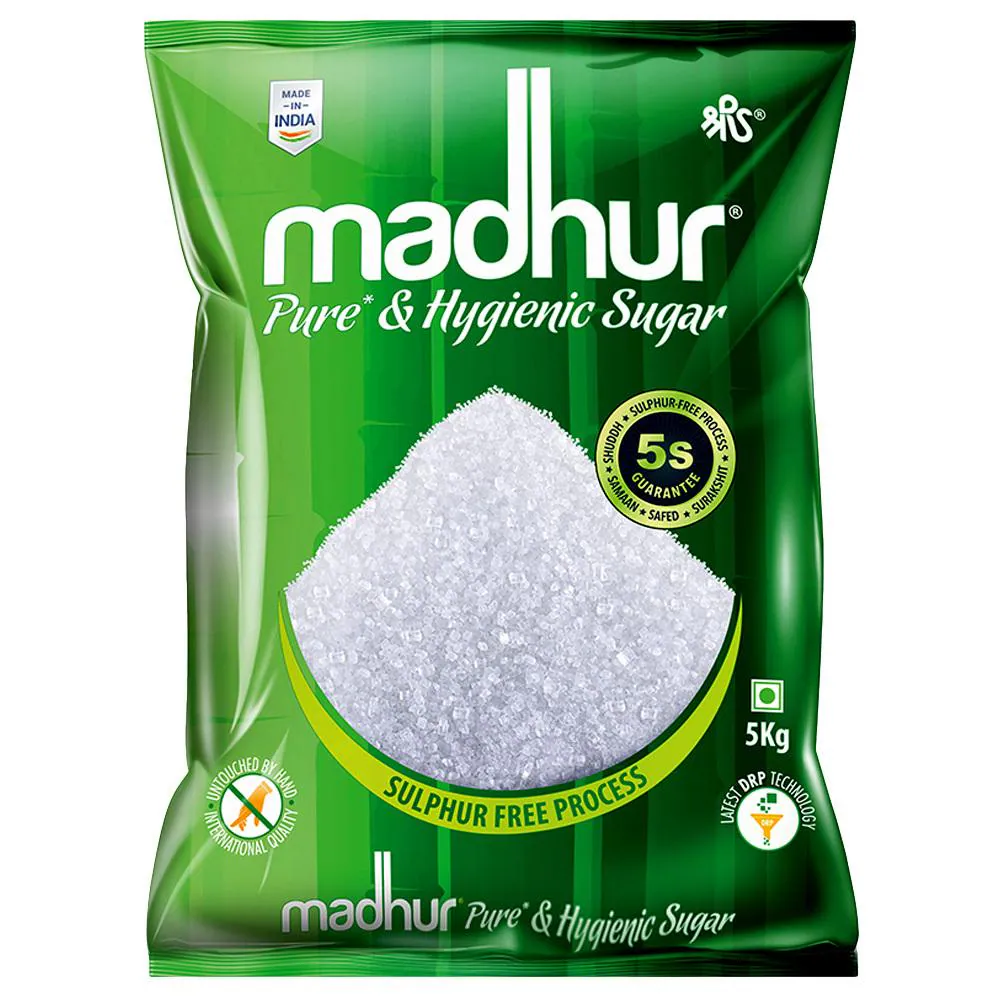 MADE
-IN-
INDIA
श्री ®
madhur®
Pure* & Hygienic Sugar
SULPHUR-FREE PROCESS ★ SURAKSHIT ★ SAFED ★ SAMAAN ★ SHUDDH ★
5s
GUARANTEE
5Kg
SULPHUR FREE PROCESS
UNTOUCHED BY HAND
INTERNATIONAL QUALITY
LATEST DRP TECHNOLOGY
DRP
madhur® Pure* & Hygienic Sugar